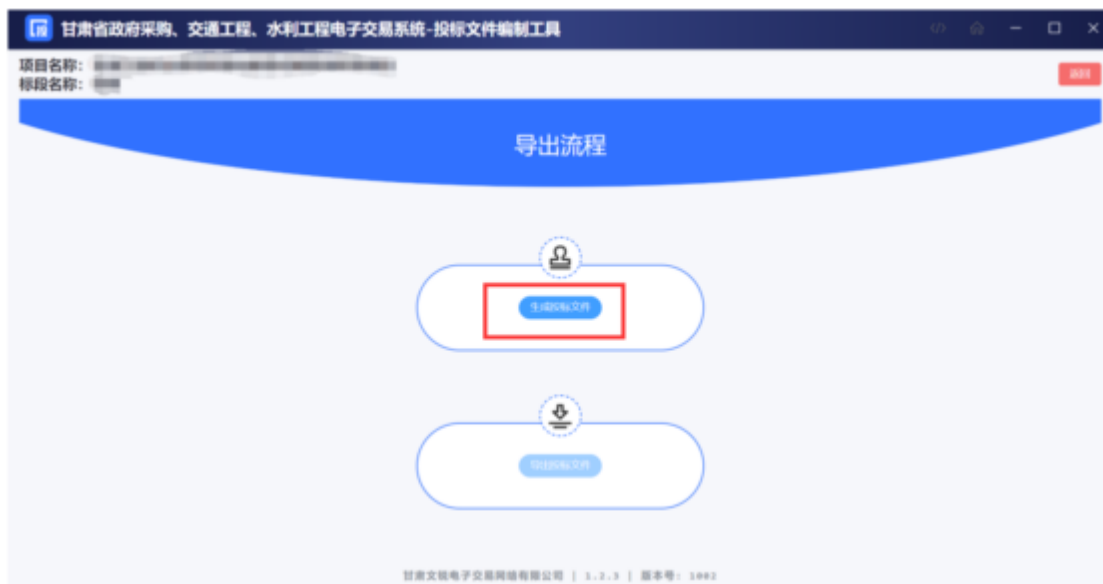 投
甘肃省政府采购、交通工程、水利工程电子交易系统-投标文件编制工具
项目名称:
标段名称:
返回
导出流程
生成投标文件
导出投标文件
甘肃文锐电子交易网络有限公司 | 1.2.3 | 版本号: 1002